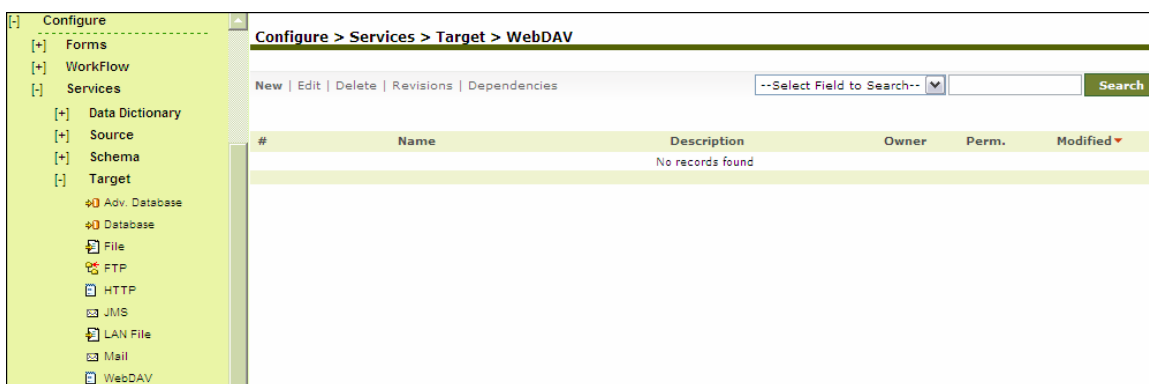 [-] Configure
[+] Forms
[+] WorkFlow
[-] Services
[+] Data Dictionary
[+] Source
[+] Schema
[-] Target
Adv. Database
Database
File
FTP
HTTP
JMS
LAN File
Mail
WebDAV
Configure > Services > Target > WebDAV
New | Edit | Delete | Revisions | Dependencies --Select Field to Search-- Search
# Name Description Owner Perm. Modified
No records found